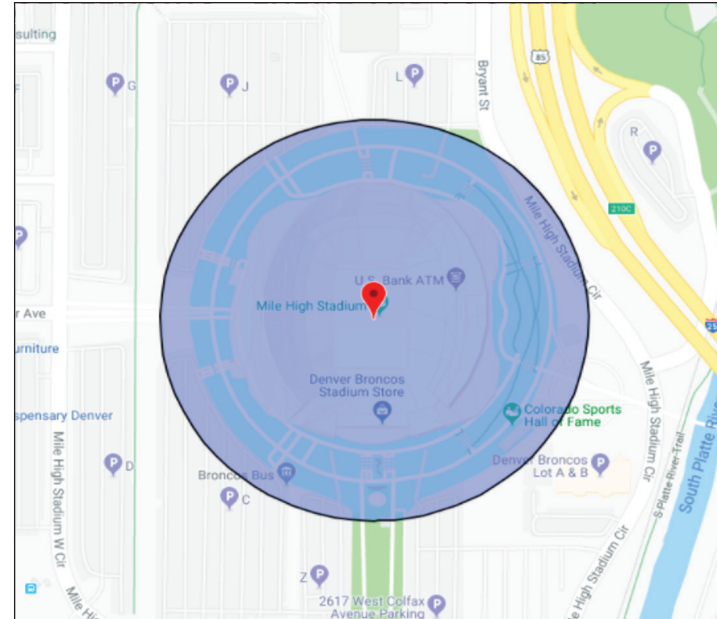 sulting
G
J
L
Bryant St
85
R
210C
Mile High Stadium Cir
U.S. Bank ATM
Mile High Stadium
r Ave
25
urniture
Denver Broncos
Stadium Store
Colorado Sports
Hall of Fame
spensary Denver
Mile High Stadium W Cir
Mile High Stadium Cir
D
Broncos Bus
C
Denver Broncos
Lot A & B
S Platte River Trail
South Platte Riv
Z
2617 West Colfax
Avenue Parking
e High Stadium Cir
Mile Hi